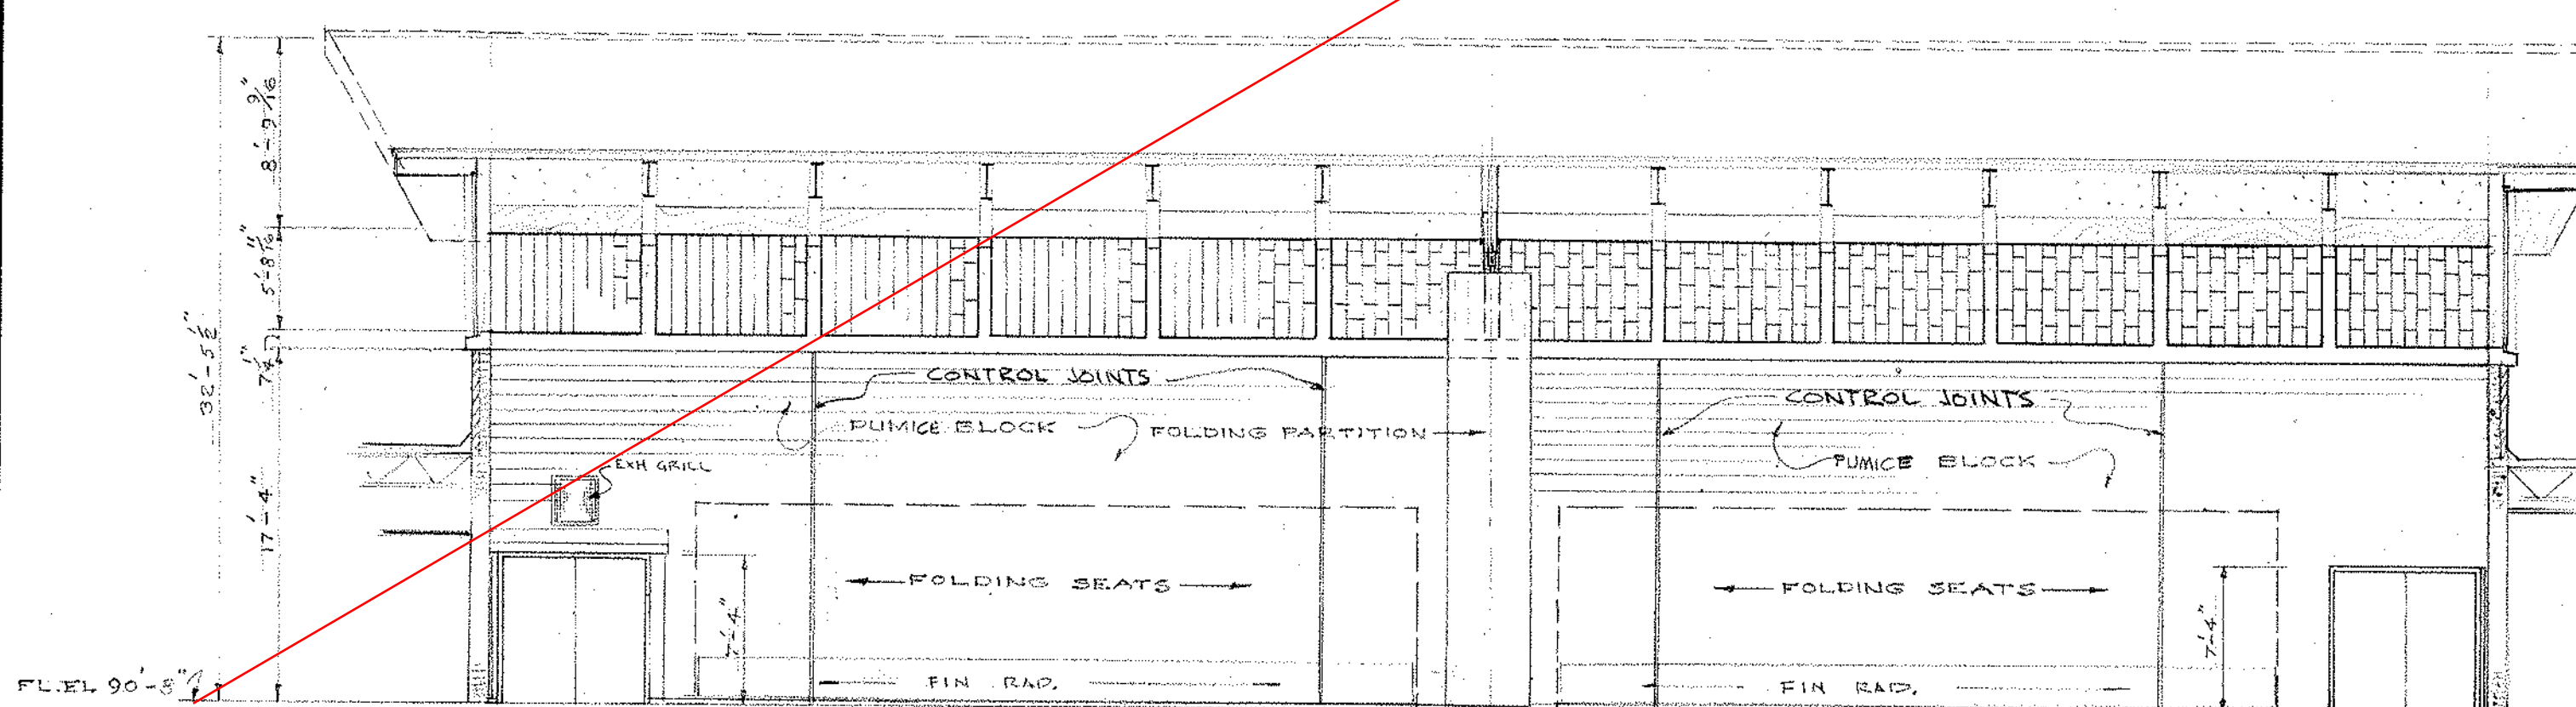 8'-9 9/16"
5'-8 11/16"
32'-5 1/2"
7 1/4"
CONTROL JOINTS
CONTROL JOINTS
PUMICE BLOCK
FOLDING PARTITION
PUMICE BLOCK
EXH GRILL
17'-4"
FOLDING SEATS
FOLDING SEATS
7'-4"
7'-4"
FL.EL 90'-8"
FIN RAD.
FIN RAD.